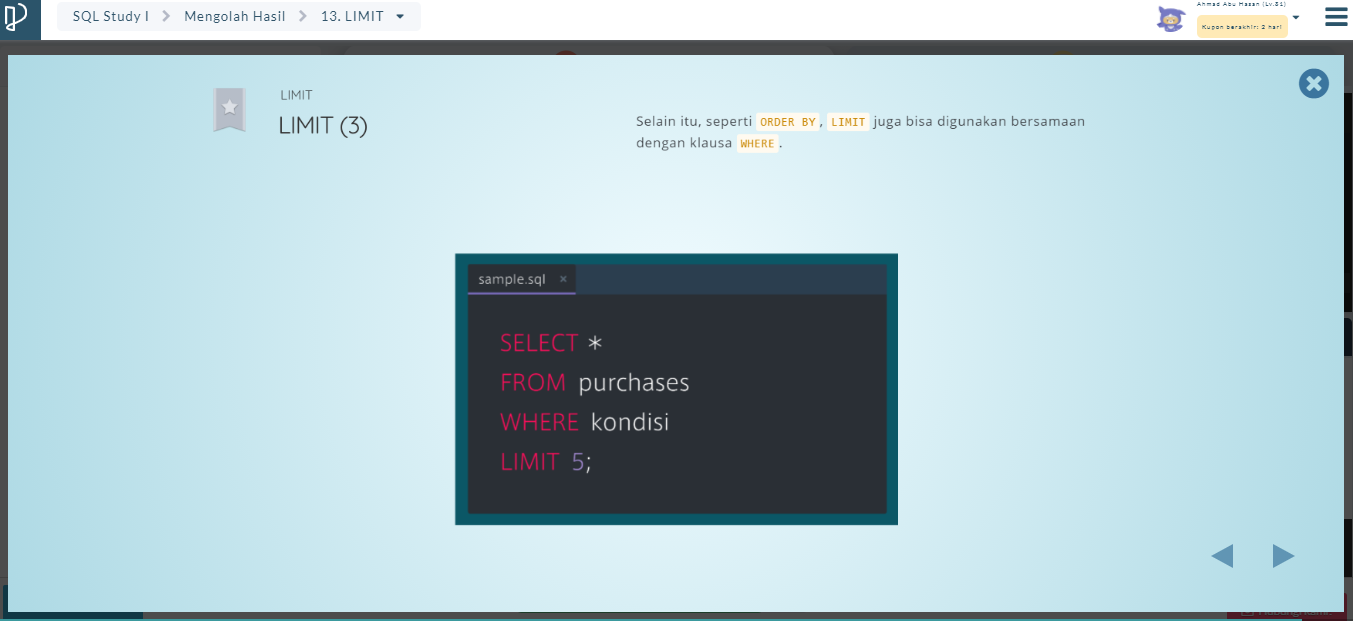 SQL Study I
Mengolah Hasil
13. LIMIT
Ahmad Abu Hasan (Lv.31)
Kupon berakhir: 2 hari
LIMIT
LIMIT (3)
Selain itu, seperti ORDER BY, LIMIT juga bisa digunakan bersamaan
dengan klausa WHERE.
sample.sql ×
SELECT *
FROM purchases
WHERE kondisi
LIMIT 5;